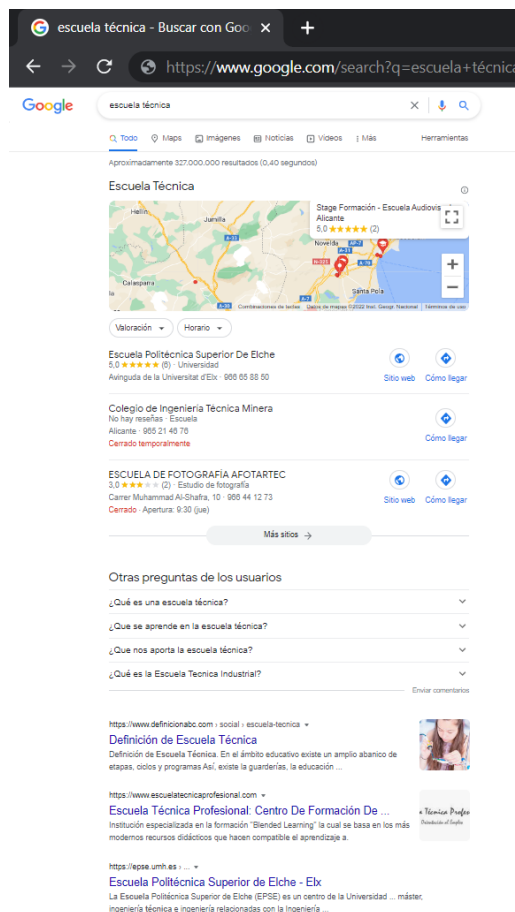 escuela técnica - Buscar con Goo
https://www.google.com/search?q=escuela+técnica
Google
escuela técnica
Todo Maps Imágenes Noticias Vídeos Más Herramientas
Aproximadamente 327.000.000 resultados (0,40 segundos)
Escuela Técnica
Stage Formación - Escuela Audiovis
Alicante
5,0 (2)
Hellín
Jumilla
Novelda
Calasparra
Santa Pola
Combinaciones de teclas Datos de mapas ©2022 Inst. Geogr. Nacional Términos de uso
Valoración Horario
Escuela Politécnica Superior De Elche
5,0 (6) · Universidad
Avinguda de la Universitat d'Elx · 966 65 88 50
Sitio web Cómo llegar
Colegio de Ingeniería Técnica Minera
No hay reseñas · Escuela
Alicante · 965 21 46 76
Cerrado temporalmente
Cómo llegar
ESCUELA DE FOTOGRAFÍA AFOTARTEC
3,0 (2) · Estudio de fotografía
Carrer Muhammad Al-Shafra, 10 · 966 44 12 73
Cerrado · Apertura: 9:30 (jue)
Sitio web Cómo llegar
Más sitios →
Otras preguntas de los usuarios
¿Qué es una escuela técnica?
¿Que se aprende en la escuela técnica?
¿Que nos aporta la escuela técnica?
¿Qué es la Escuela Tecnica Industrial?
Enviar comentarios
https://www.definicionabc.com › social › escuela-tecnica
Definición de Escuela Técnica
Definición de Escuela Técnica. En el ámbito educativo existe un amplio abanico de
etapas, ciclos y programas Así, existe la guarderías, la educación ...
https://www.escuelatecnicaprofesional.com
Escuela Técnica Profesional: Centro De Formación De ...
Institución especializada en la formación "Blended Learning" la cual se basa en los más
modernos recursos didácticos que hacen compatible el aprendizaje a.
a Técnica Profes
https://epse.umh.es › ...
Escuela Politécnica Superior de Elche - Elx
La Escuela Politécnica Superior de Elche (EPSE) es un centro de la Universidad ... máster,
ingeniería técnica e ingeniería relacionadas con la Ingeniería ...